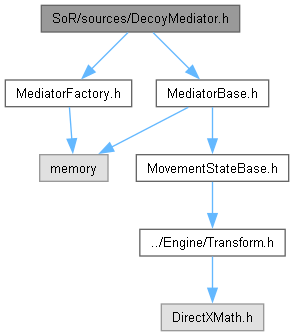 SoR/sources/DecoyMediator.h
MediatorFactory.h
MediatorBase.h
memory
MovementStateBase.h
../Engine/Transform.h
DirectXMath.h